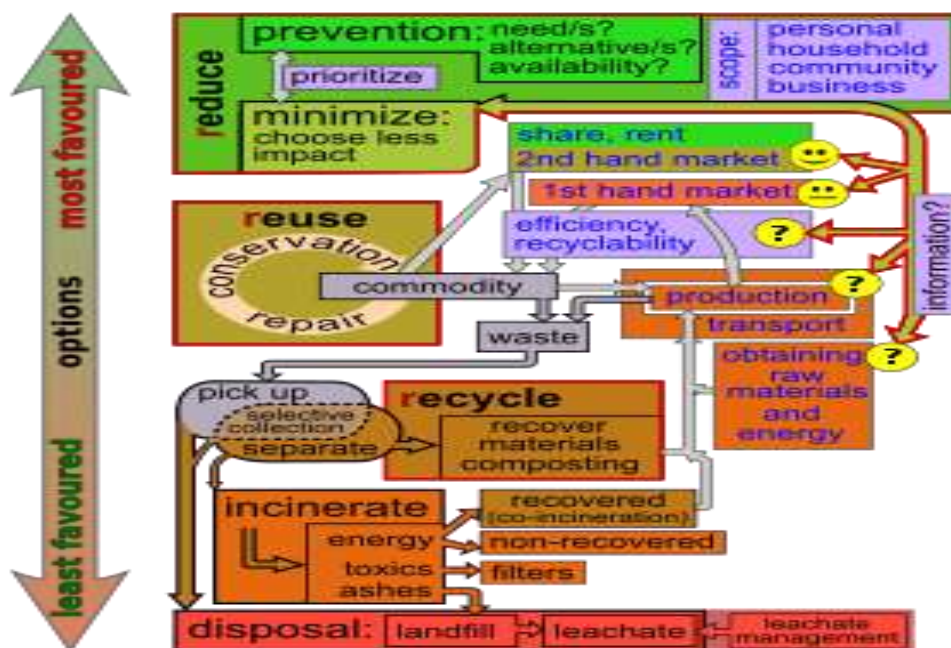 most favoured
options
least favoured
reduce
prevention:
need/s?
alternative/s?
availability?
prioritize
minimize:
choose less
impact
scope:
personal
household
community
business
share, rent
2nd hand market
1st hand market
efficiency,
recyclability
?
information?
reuse
conservation
repair
commodity
production
?
transport
waste
obtaining
raw
materials
and
energy
?
pick up
selective
collection
separate
recycle
recover
materials
composting
incinerate
energy
toxics
ashes
recovered
(co-incineration)
non-recovered
filters
disposal:
landfill
leachate
leachate
management